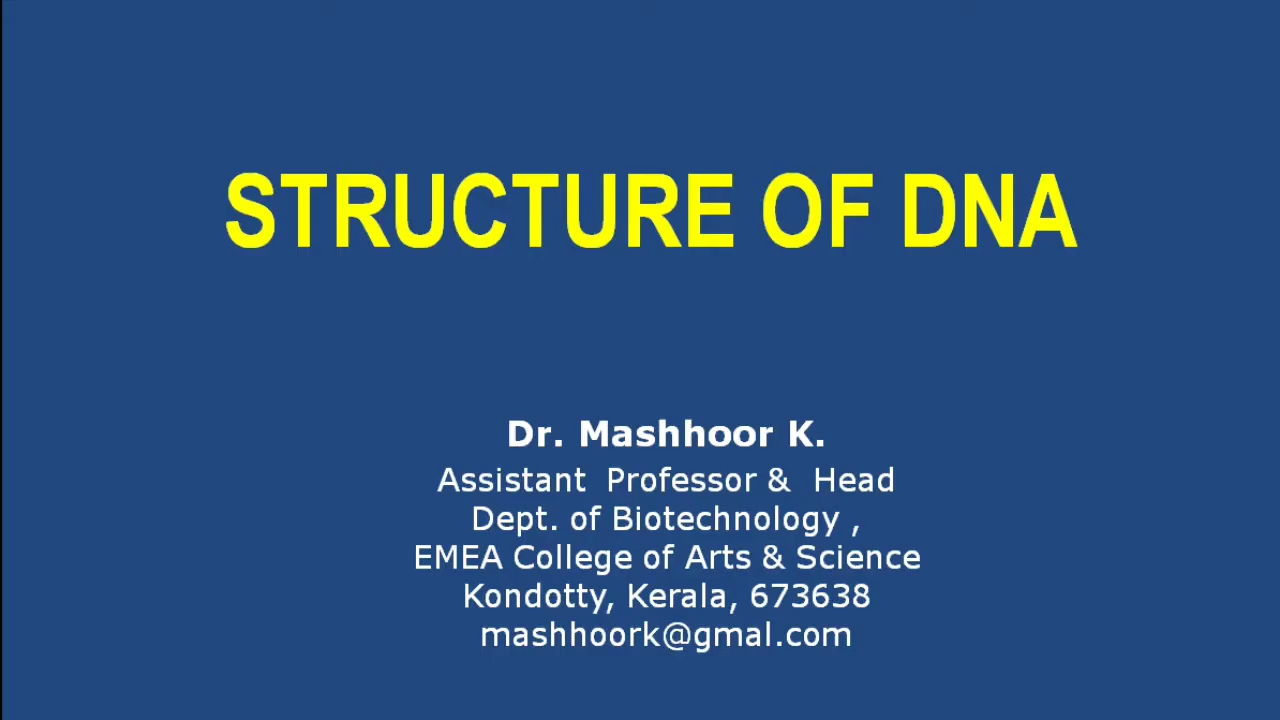 STRUCTURE OF DNA
Dr. Mashhoor K.
Assistant  Professor &  Head
Dept. of Biotechnology ,
EMEA College of Arts & Science
Kondotty, Kerala, 673638
mashhoork@gmal.com